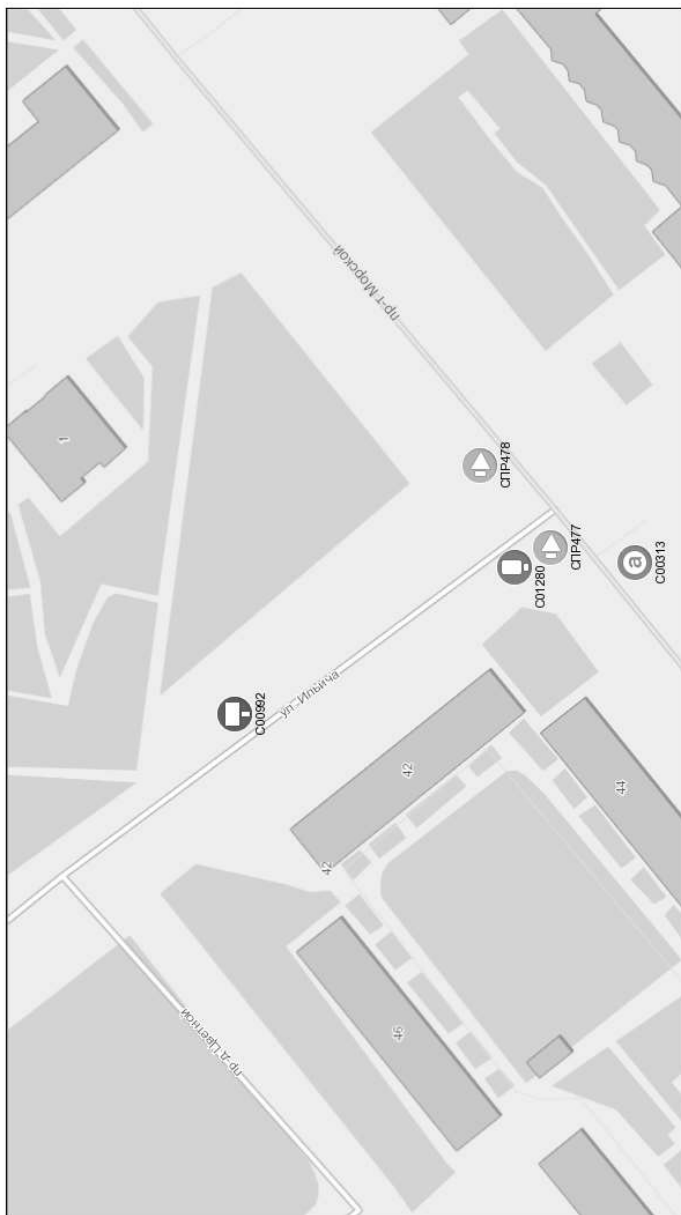 пр-т Морской
1
СПР478
СПР477
С01280
С00313
С00992
ул. Ильича
42
42
44
46
пр-д Цветной